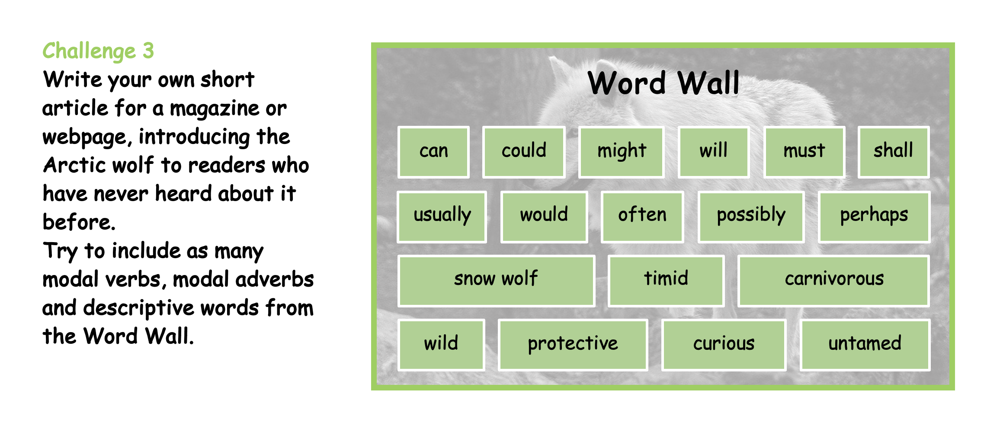 Challenge 3
Write your own short
article for a magazine or
webpage, introducing the
Arctic wolf to readers who
have never heard about it
before.
Try to include as many
modal verbs, modal adverbs
and descriptive words from
the Word Wall.
Word Wall
can could might will must shall
usually would often possibly perhaps
snow wolf timid carnivorous
wild protective curious untamed